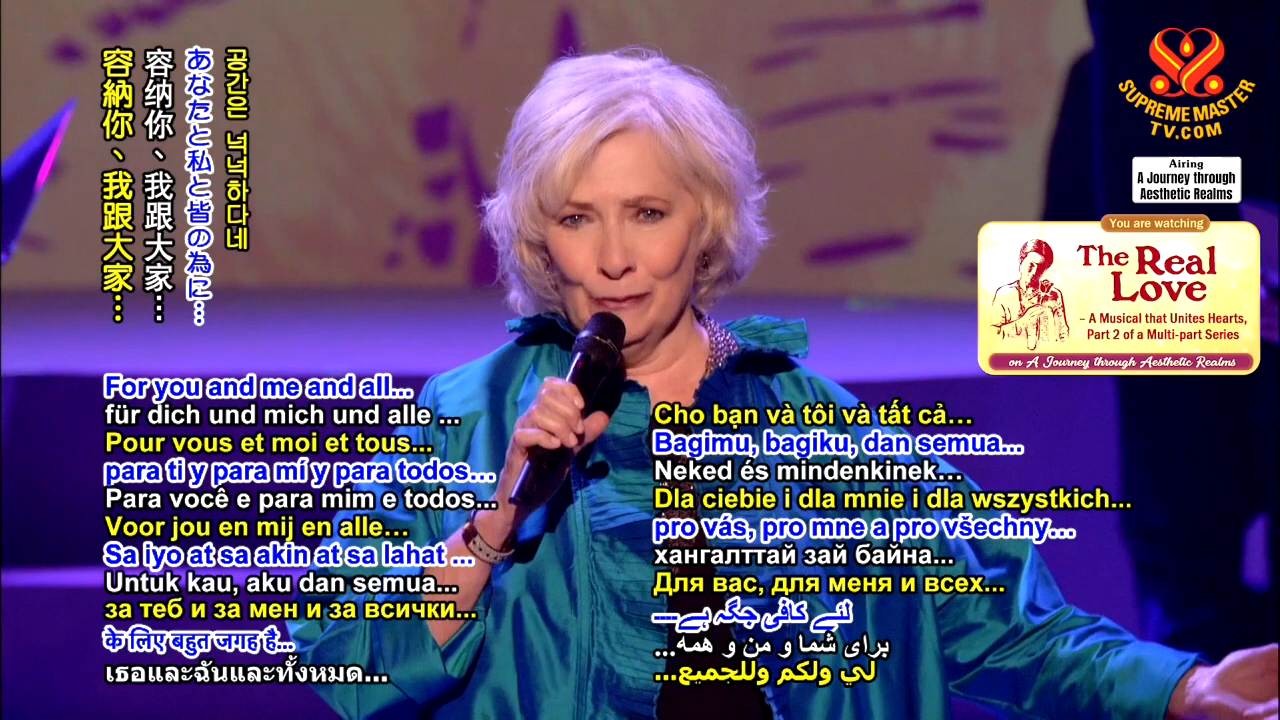 容納你、我跟大家…
容纳你、我跟大家…
あなたと私と皆の為に…
공간은 넉넉하다네
SUPREME MASTER
TV.COM
Airing
A Journey through
Aesthetic Realms
You are watching
The Real
Love
– A Musical that Unites Hearts,
Part 2 of a Multi-part Series
on A Journey through Aesthetic Realms
For you and me and all...
für dich und mich und alle ...
Pour vous et moi et tous...
para ti y para mí y para todos…
Para você e para mim e todos...
Voor jou en mij en alle…
Sa iyo at sa akin at sa lahat ...
Untuk kau, aku dan semua...
за теб и за мен и за всички...
के लिए बहुत जगह है...
เธอและฉันและทั้งหมด...
Cho bạn và tôi và tất cả…
Bagimu, bagiku, dan semua...
Neked és mindenkinek…
Dla ciebie i dla mnie i dla wszystkich...
pro vás, pro mne a pro všechny…
хангалттай зай байна...
Для вас, для меня и всех...
لئے کافی جگہ ہے----
برای شما و من و همه...
لي ولكم وللجميع...